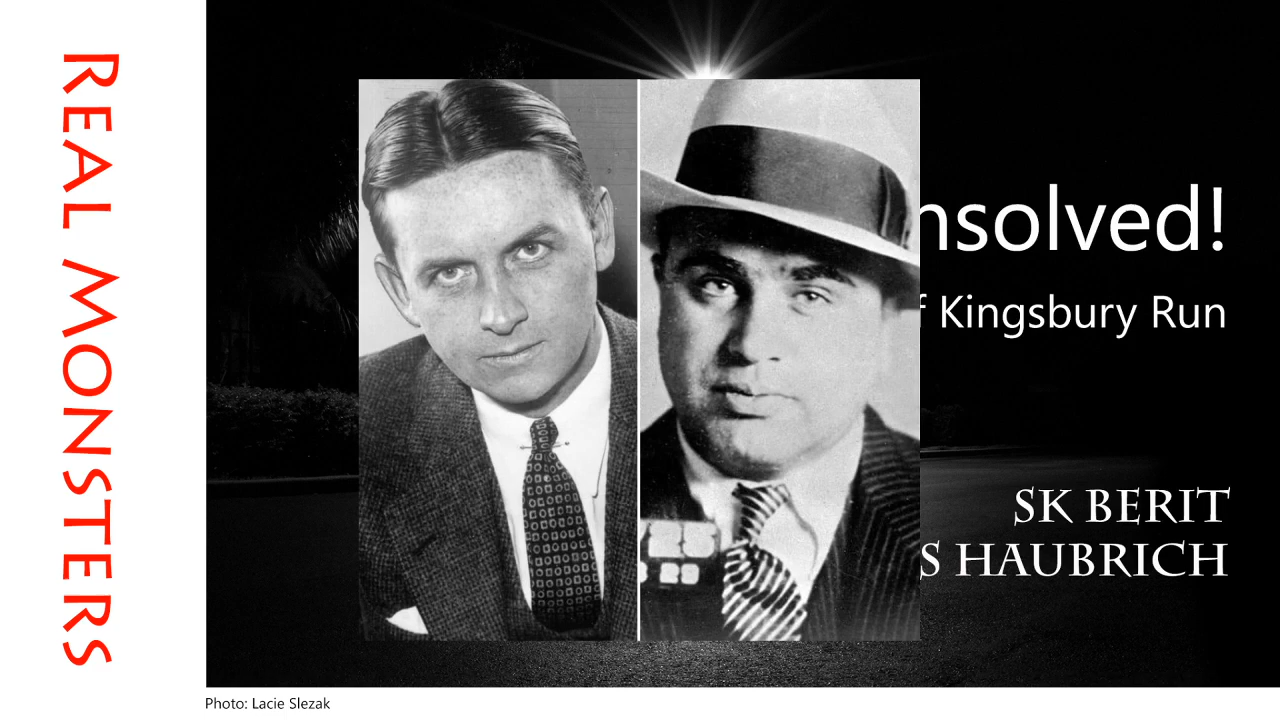 REAL MONSTERS
nsolved!
f Kingsbury Run
SK BERIT
S HAUBRICH
Photo: Lacie Slezak